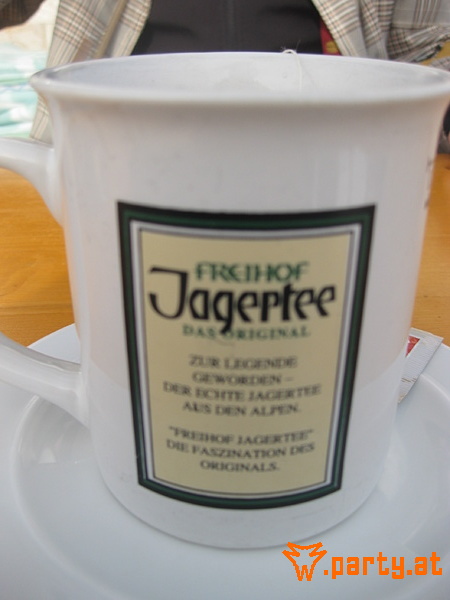 FREIHOF
Jagertee
DAS ORIGINAL
ZUR LEGENDE
GEWORDEN –
DER ECHTE JAGERTEE
AUS DEN ALPEN.
"FREIHOF JAGERTEE"
DIE FASZINATION DES
ORIGINALS.
w.party.at